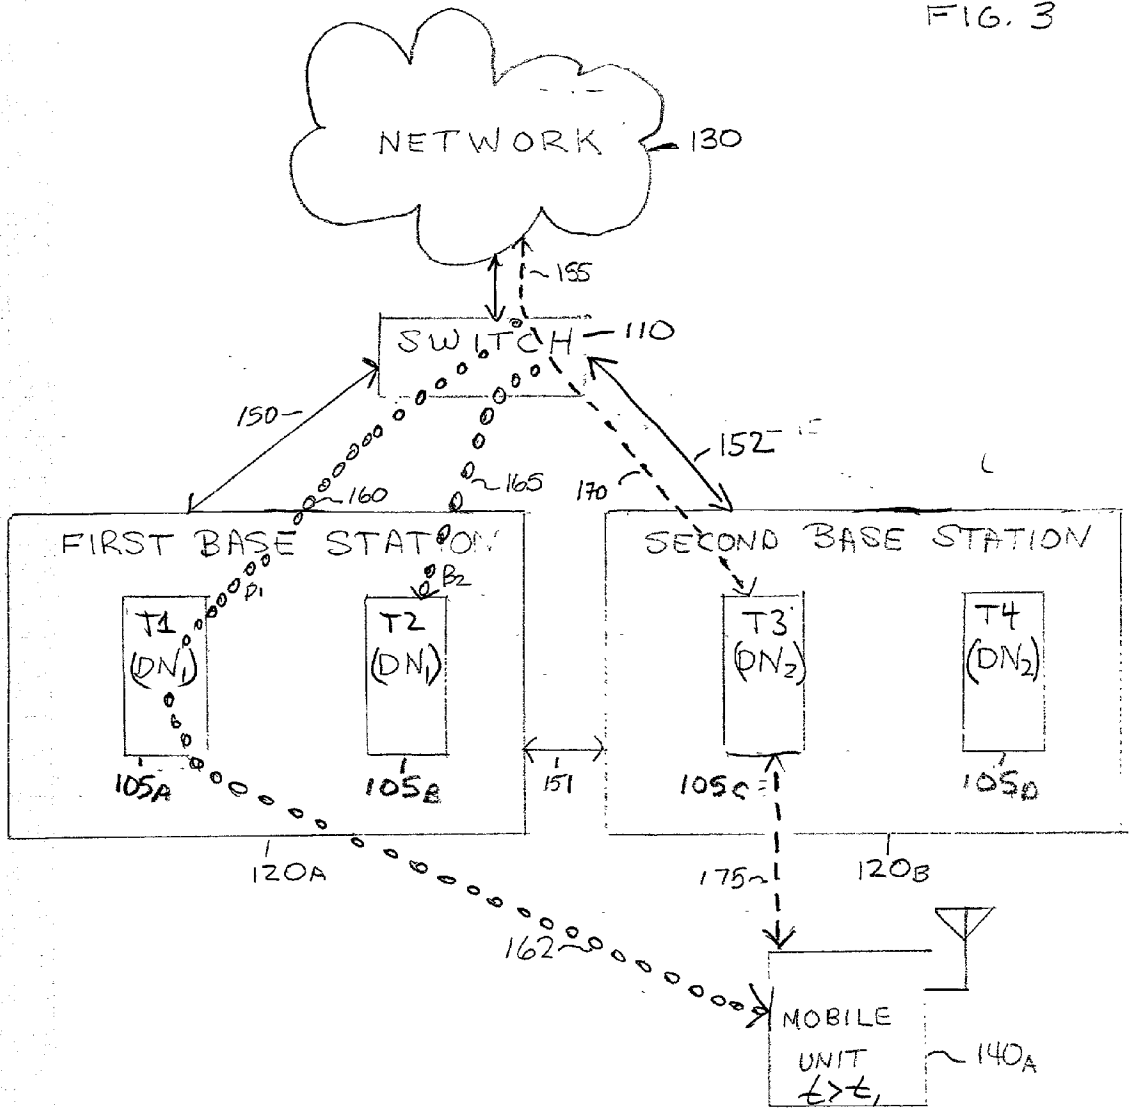 FIG. 3
NETWORK
130
155
SWITCH
110
150
152
160
165
170
FIRST BASE STATION
SECOND BASE STATION
B1
B2
T1
(DN1)
T2
(DN1)
T3
(DN2)
T4
(DN2)
105A
105B
151
105C
105D
120A
175
120B
162
MOBILE
UNIT
t>t1
140A